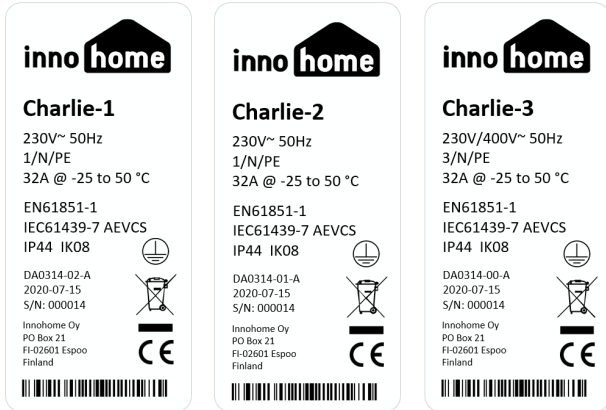 inno home
Charlie-1
230V~ 50Hz
1/N/PE
32A @ -25 to 50 °C
EN61851-1
IEC61439-7 AEVCS
IP44 IK08
DA0314-02-A
2020-07-15
S/N: 000014
Innohome Oy
PO Box 21
FI-02601 Espoo
Finland
CE
inno home
Charlie-2
230V~ 50Hz
1/N/PE
32A @ -25 to 50 °C
EN61851-1
IEC61439-7 AEVCS
IP44 IK08
DA0314-01-A
2020-07-15
S/N: 000014
Innohome Oy
PO Box 21
FI-02601 Espoo
Finland
CE
inno home
Charlie-3
230V/400V~ 50Hz
3/N/PE
32A @ -25 to 50 °C
EN61851-1
IEC61439-7 AEVCS
IP44 IK08
DA0314-00-A
2020-07-15
S/N: 000014
Innohome Oy
PO Box 21
FI-02601 Espoo
Finland
CE